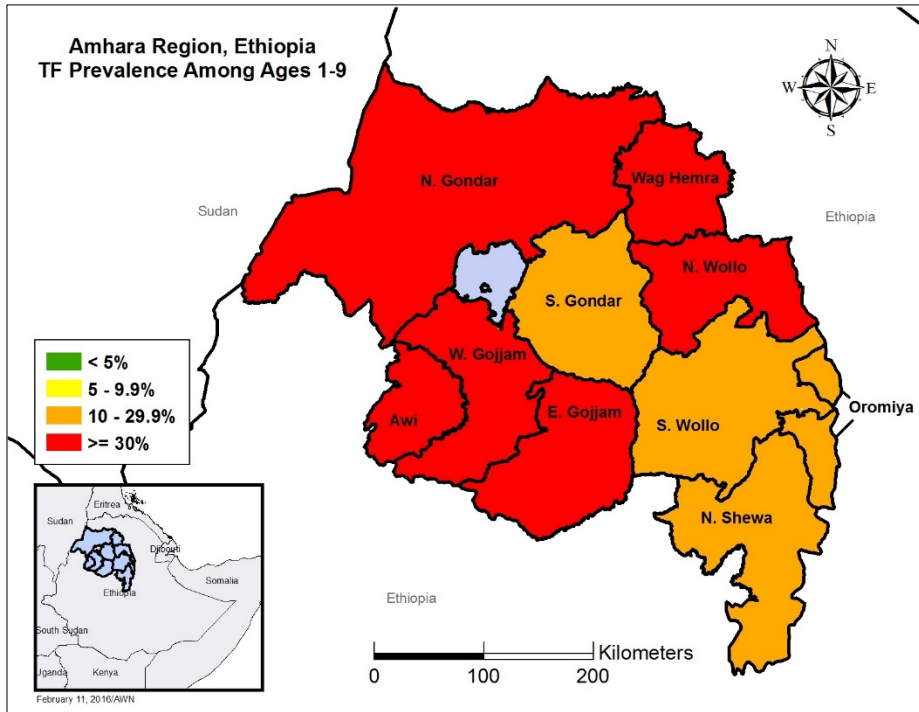 Amhara Region, Ethiopia
TF Prevalence Among Ages 1-9
N
W E
S
N. Gondar
Wag Hemra
Sudan
Ethiopia
N. Wollo
S. Gondar
W. Gojjam
Awi
E. Gojjam
S. Wollo
Oromiya
N. Shewa
< 5%
5 - 9.9%
10 - 29.9%
>= 30%
Sudan
Eritrea
Djibouti
Somalia
Ethiopia
South Sudan
Uganda
Kenya
Ethiopia
Kilometers
0 100 200
February 11, 2016/AWN